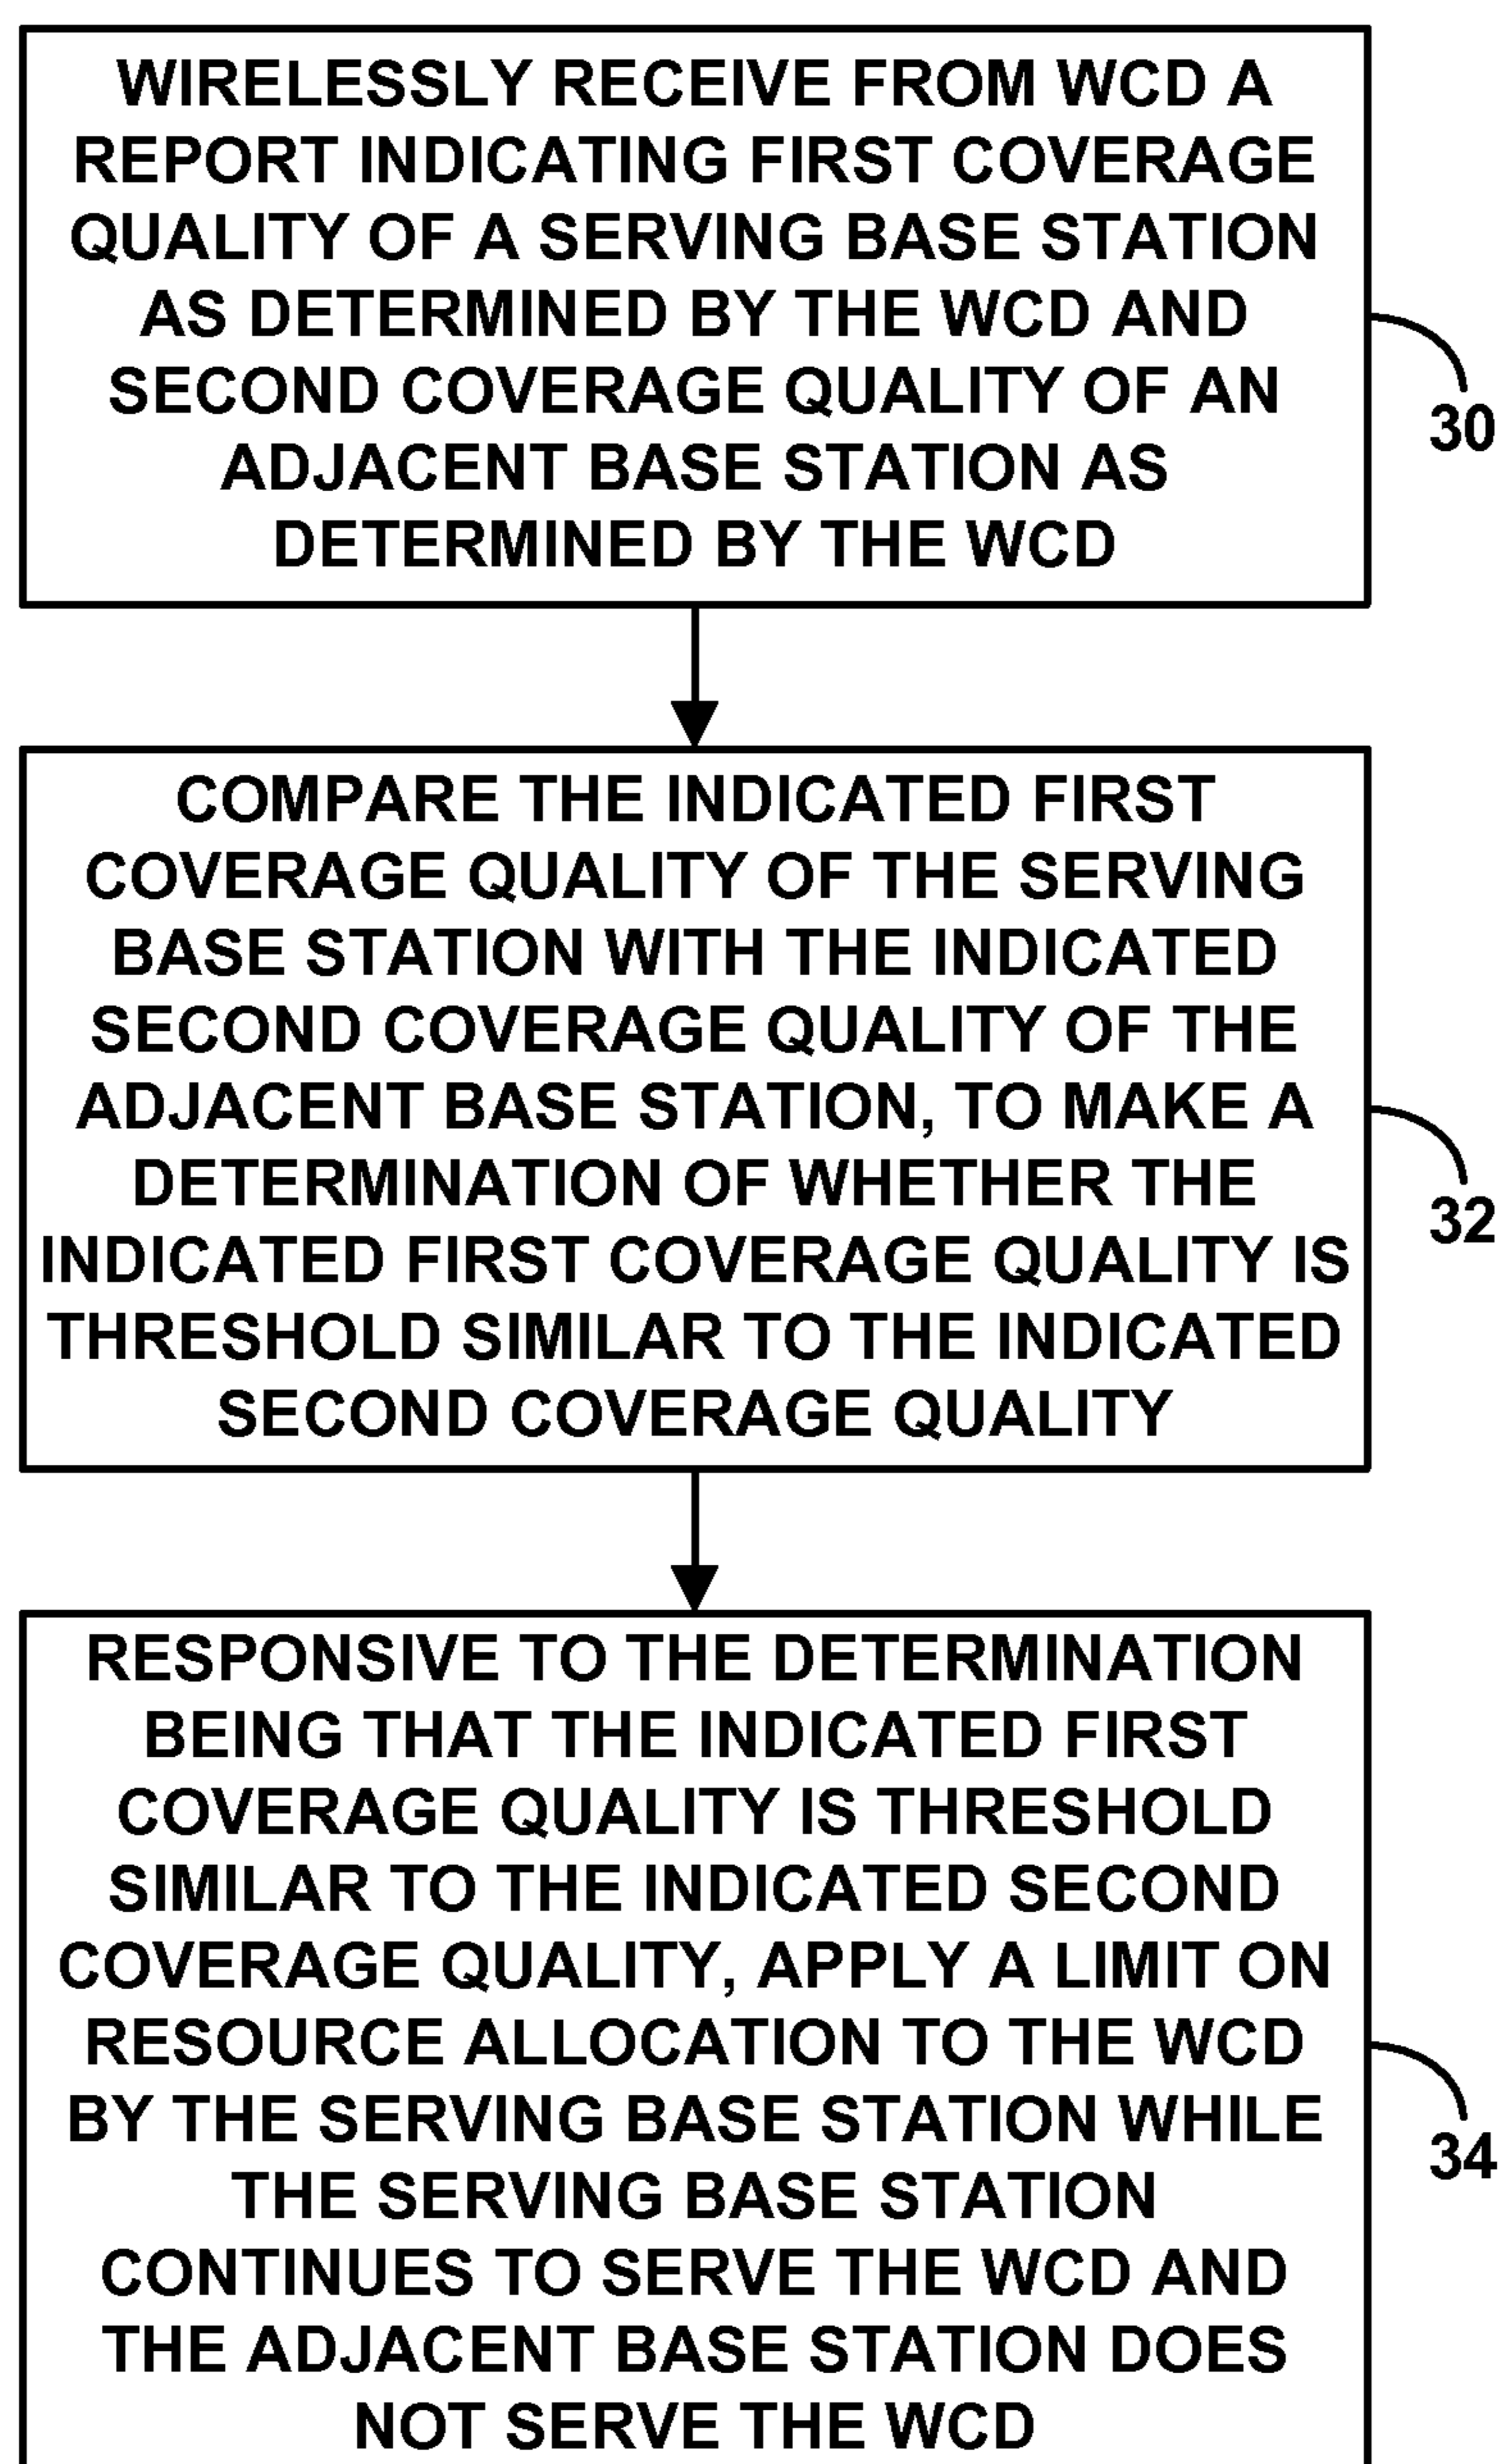 WIRELESSLY RECEIVE FROM WCD A
REPORT INDICATING FIRST COVERAGE
QUALITY OF A SERVING BASE STATION
AS DETERMINED BY THE WCD AND
SECOND COVERAGE QUALITY OF AN
ADJACENT BASE STATION AS
DETERMINED BY THE WCD
30
COMPARE THE INDICATED FIRST
COVERAGE QUALITY OF THE SERVING
BASE STATION WITH THE INDICATED
SECOND COVERAGE QUALITY OF THE
ADJACENT BASE STATION, TO MAKE A
DETERMINATION OF WHETHER THE
INDICATED FIRST COVERAGE QUALITY IS
THRESHOLD SIMILAR TO THE INDICATED
SECOND COVERAGE QUALITY
32
RESPONSIVE TO THE DETERMINATION
BEING THAT THE INDICATED FIRST
COVERAGE QUALITY IS THRESHOLD
SIMILAR TO THE INDICATED SECOND
COVERAGE QUALITY, APPLY A LIMIT ON
RESOURCE ALLOCATION TO THE WCD
BY THE SERVING BASE STATION WHILE
THE SERVING BASE STATION
CONTINUES TO SERVE THE WCD AND
THE ADJACENT BASE STATION DOES
NOT SERVE THE WCD
34